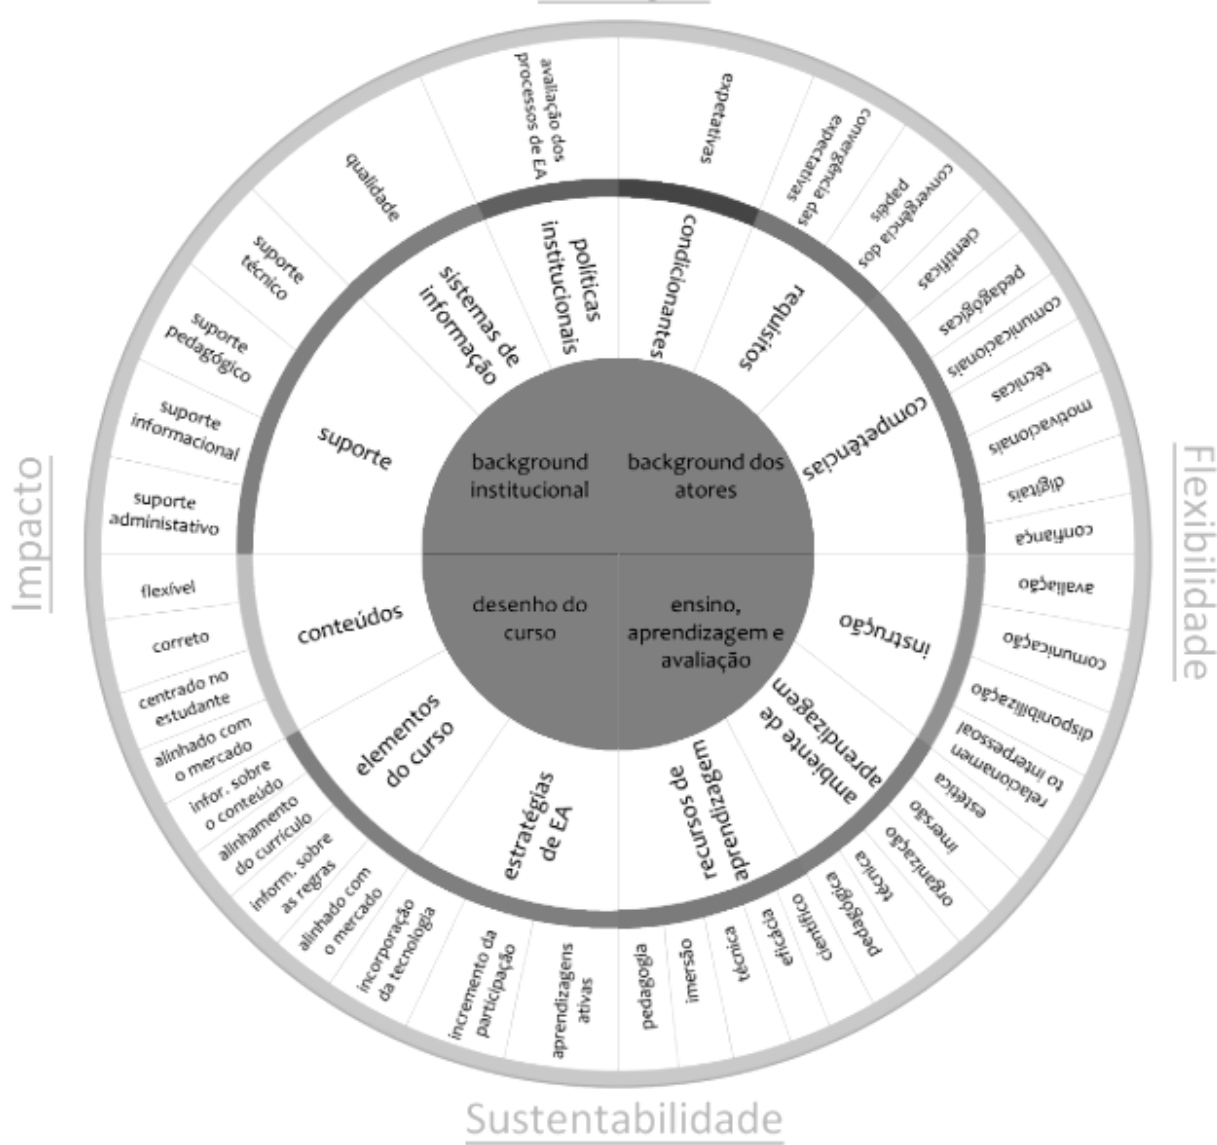 avaliação dos
processos de EA
expetativas
convergência das
expectativas
convergência dos
papéis
científicas
pedagógicas
comunicacionais
técnicas
motivacionais
digitais
confiança
avaliação
comunicação
disponibilização
relacionamen
to interpessoal
estética
imersão
organização
técnica
pedagógica
científico
eficácia
técnica
imersão
pedagogia
aprendizagens
ativas
incremento da
participação
incorporação
da tecnologia
alinhado com
o mercado
inform. sobre
as regras
alinhamento
do currículo
infor. sobre
o conteúdo
alinhado com
o mercado
centrado no
estudante
correto
flexível
suporte
administativo
suporte
informacional
suporte
pedagógico
suporte
técnico
qualidade
políticas
institucionais
condicionantes
requisitos
competências
instrução
ambiente de
aprendizagem
recursos de
aprendizagem
estratégias
de EA
elementos
do curso
conteúdos
suporte
sistemas de
informação
background
institucional
background dos
atores
desenho do
curso
ensino,
aprendizagem e
avaliação
Impacto
Flexibilidade
Sustentabilidade